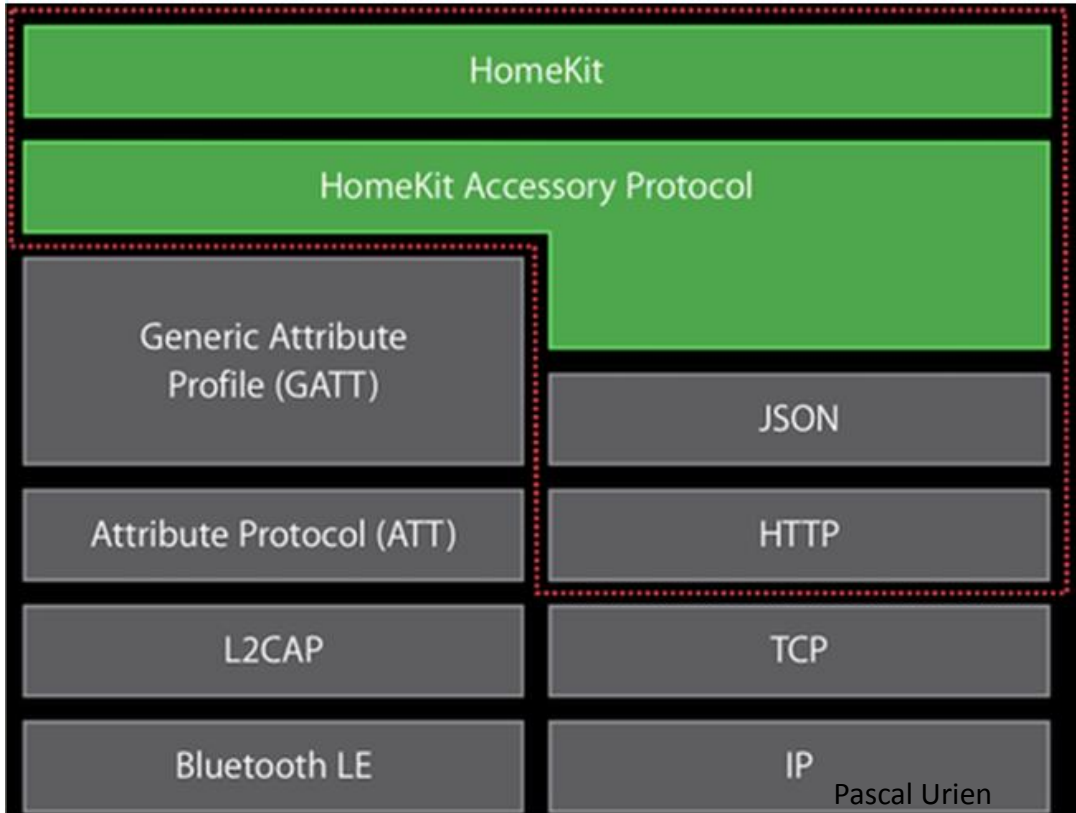 HomeKit
HomeKit Accessory Protocol
Generic Attribute
Profile (GATT)
Attribute Protocol (ATT)
L2CAP
Bluetooth LE
JSON
HTTP
TCP
IP
Pascal Urien